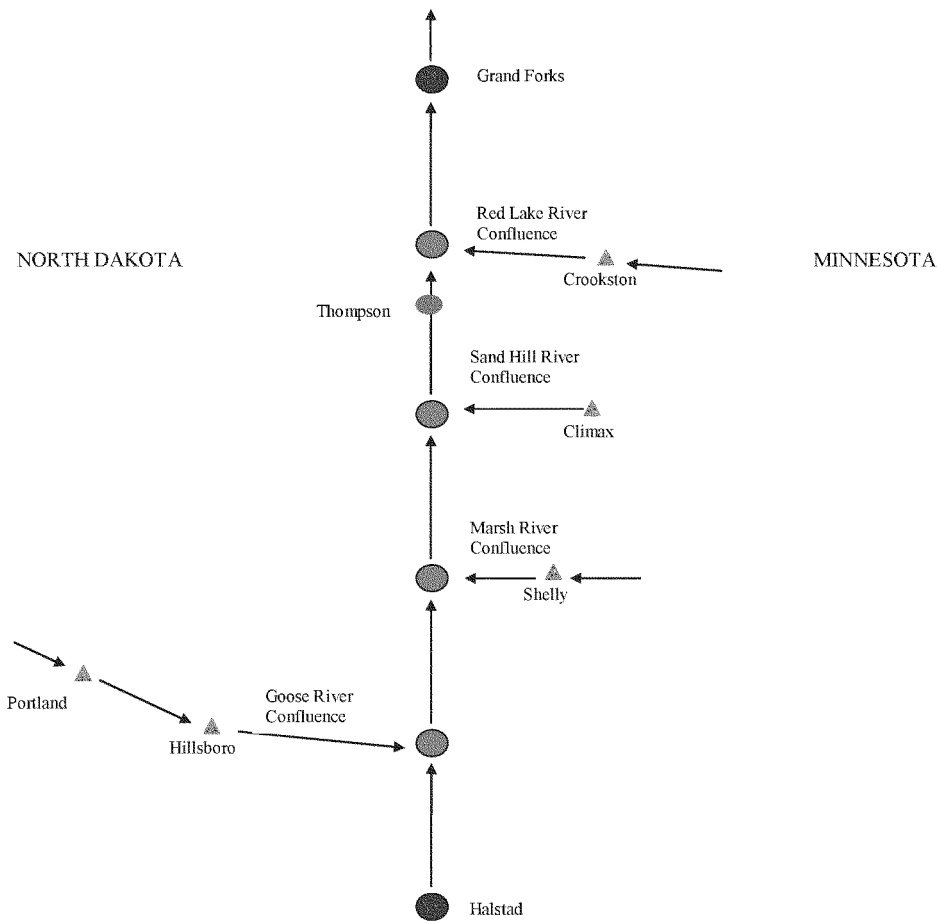 Grand Forks
Red Lake River
Confluence
NORTH DAKOTA
MINNESOTA
Crookston
Thompson
Sand Hill River
Confluence
Climax
Marsh River
Confluence
Shelly
Portland
Goose River
Confluence
Hillsboro
Halstad